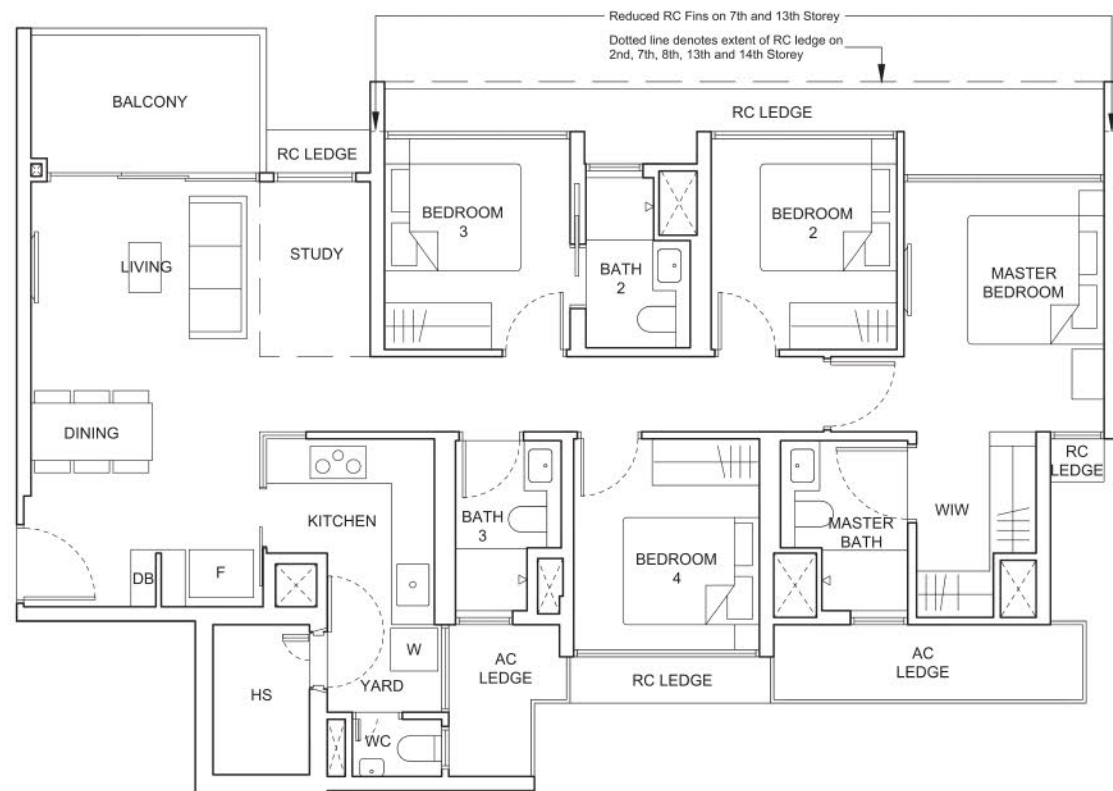 Reduced RC Fins on 7th and 13th Storey
Dotted line denotes extent of RC ledge on
2nd, 7th, 8th, 13th and 14th Storey
BALCONY
RC LEDGE
RC LEDGE
BEDROOM
3
BEDROOM
2
LIVING
STUDY
BATH
2
MASTER
BEDROOM
DINING
RC
LEDGE
KITCHEN
BATH
3
MASTER
BATH
WIW
BEDROOM
4
DB
F
W
AC
LEDGE
AC
LEDGE
HS
YARD
RC LEDGE
WC